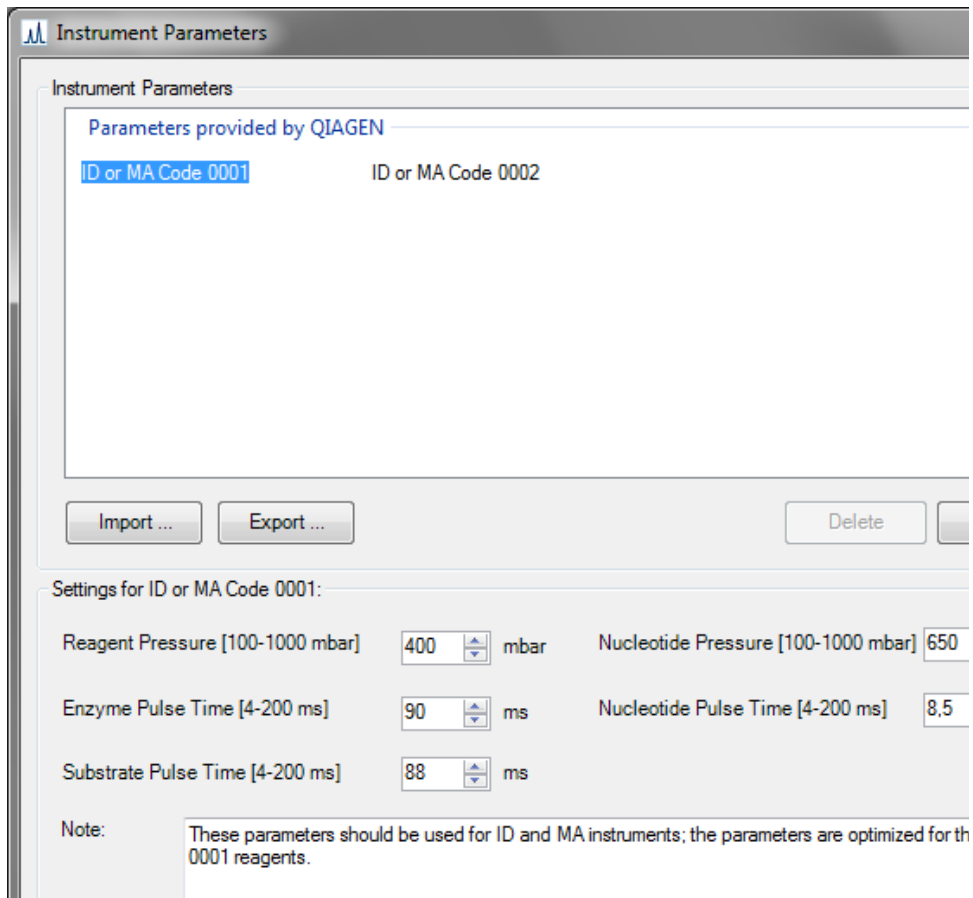 Instrument Parameters
Instrument Parameters
Parameters provided by QIAGEN
ID or MA Code 0001 ID or MA Code 0002
Import ... Export ... Delete
Settings for ID or MA Code 0001:
Reagent Pressure [100-1000 mbar] 400 mbar Nucleotide Pressure [100-1000 mbar] 650
Enzyme Pulse Time [4-200 ms] 90 ms Nucleotide Pulse Time [4-200 ms] 8,5
Substrate Pulse Time [4-200 ms] 88 ms
Note: These parameters should be used for ID and MA instruments; the parameters are optimized for th
0001 reagents.